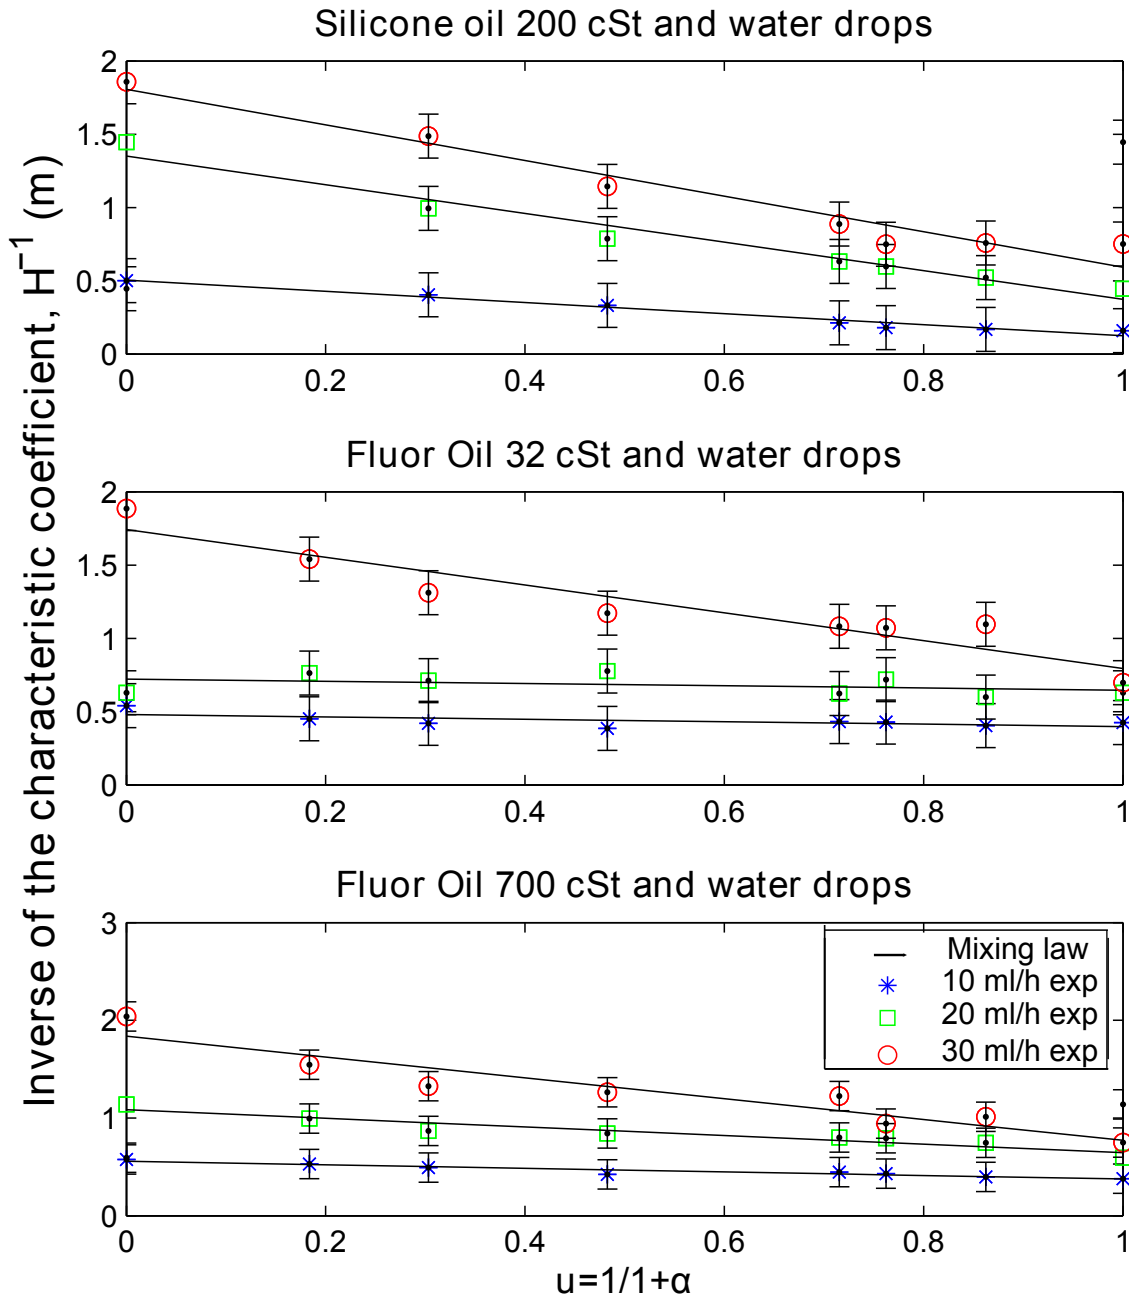 Silicone oil 200 cSt and water drops
2
1.5
1
0.5
0
0 0.2 0.4 0.6 0.8 1
Inverse of the characteristic coefficient, H⁻¹ (m)
Fluor Oil 32 cSt and water drops
2
1.5
1
0.5
0
0 0.2 0.4 0.6 0.8 1
Fluor Oil 700 cSt and water drops
3
2
1
0
Mixing law
10 ml/h exp
20 ml/h exp
30 ml/h exp
0 0.2 0.4 0.6 0.8 1
u=1/1+α